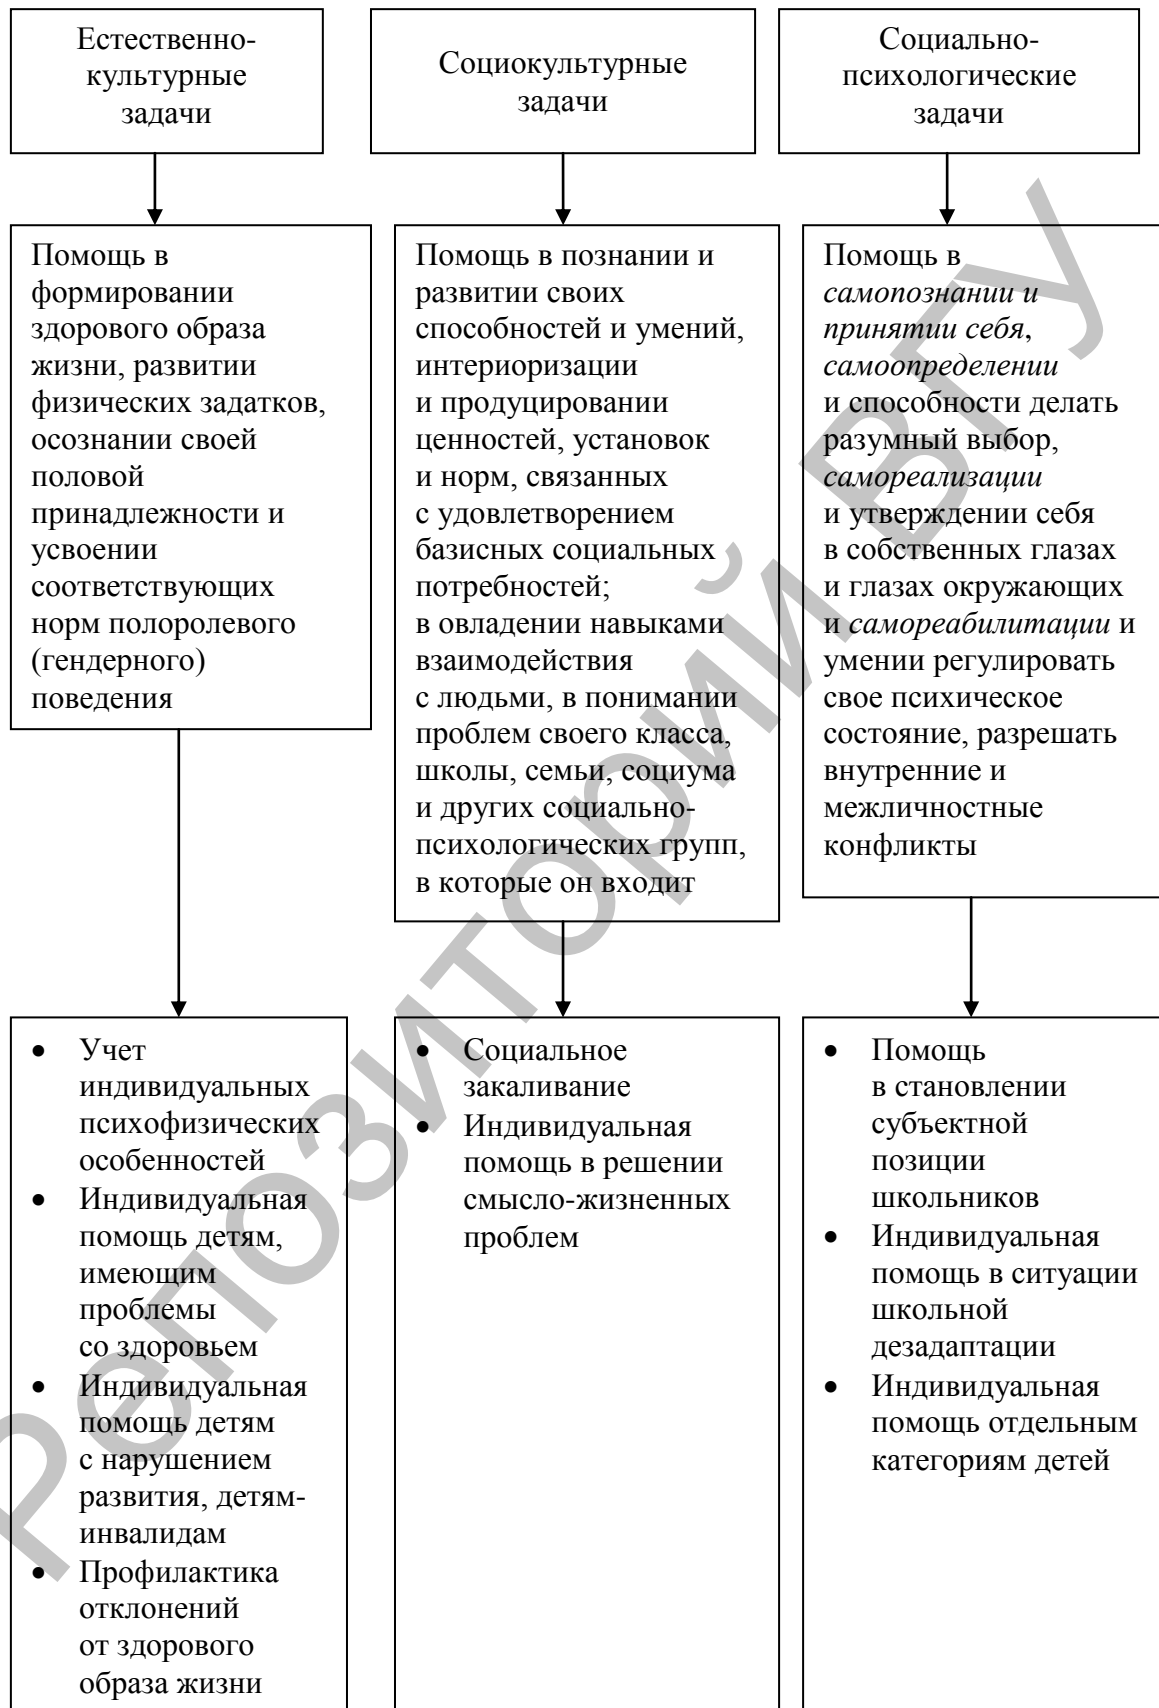 Естественно-
культурные
задачи
Социокультурные
задачи
Социально-
психологические
задачи
Помощь в
формировании
здорового образа
жизни, развитии
физических задатков,
осознании своей
половой
принадлежности и
усвоении
соответствующих
норм полоролевого
(гендерного)
поведения
Помощь в познании и
развитии своих
способностей и умений,
интериоризации
и продуцировании
ценностей, установок
и норм, связанных
с удовлетворением
базисных социальных
потребностей;
в овладении навыками
взаимодействия
с людьми, в понимании
проблем своего класса,
школы, семьи, социума
и других социально-
психологических групп,
в которые он входит
Помощь в
самопознании и
принятии себя,
самоопределении
и способности делать
разумный выбор,
самореализации
и утверждении себя
в собственных глазах
и глазах окружающих
и самореабилитации и
умении регулировать
свое психическое
состояние, разрешать
внутренние и
межличностные
конфликты
• Учет
индивидуальных
психофизических
особенностей
• Индивидуальная
помощь детям,
имеющим
проблемы
со здоровьем
• Индивидуальная
помощь детям
с нарушением
развития, детям-
инвалидам
• Профилактика
отклонений
от здорового
образа жизни
• Социальное
закаливание
• Индивидуальная
помощь в решении
смысло-жизненных
проблем
• Помощь
в становлении
субъектной
позиции
школьников
• Индивидуальная
помощь в ситуации
школьной
дезадаптации
• Индивидуальная
помощь отдельным
категориям детей
Репозиторий ВГУ